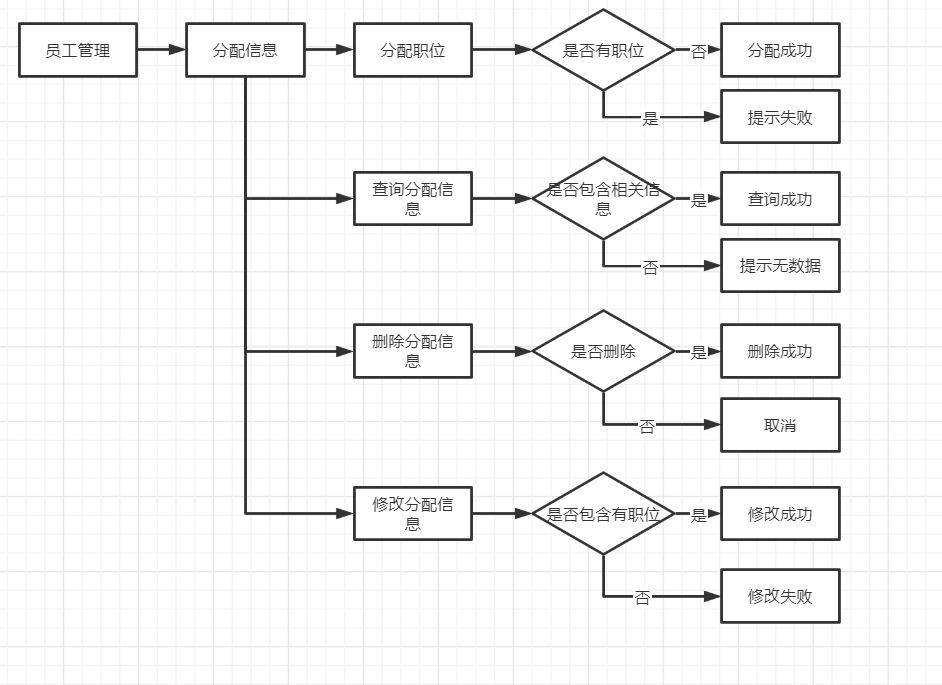 员工管理
分配信息
分配职位
是否有职位
否
分配成功
是
提示失败
查询分配信
息
是否包含相关信
息
是
查询成功
否
提示无数据
删除分配信
息
是否删除
是
删除成功
否
取消
修改分配信
息
是否包含有职位
是
修改成功
否
修改失败